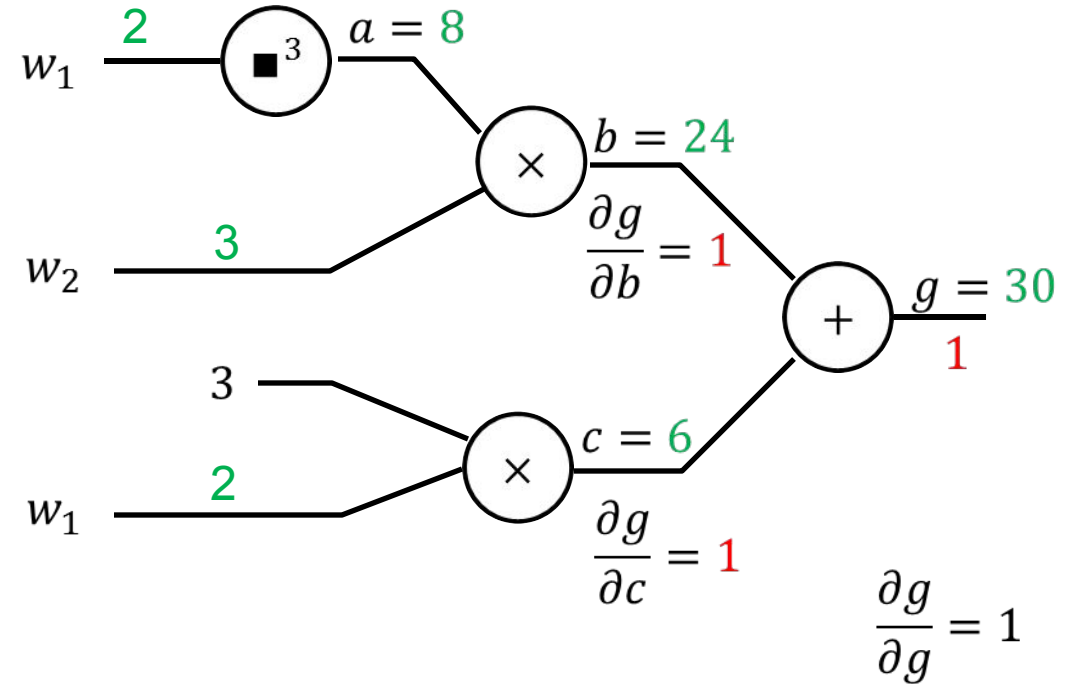 2
w₁
■³
a = 8
×
b = 24
3
w₂
∂g/∂b = 1
+
g = 30
1
3
×
c = 6
2
w₁
∂g/∂c = 1
∂g/∂g = 1